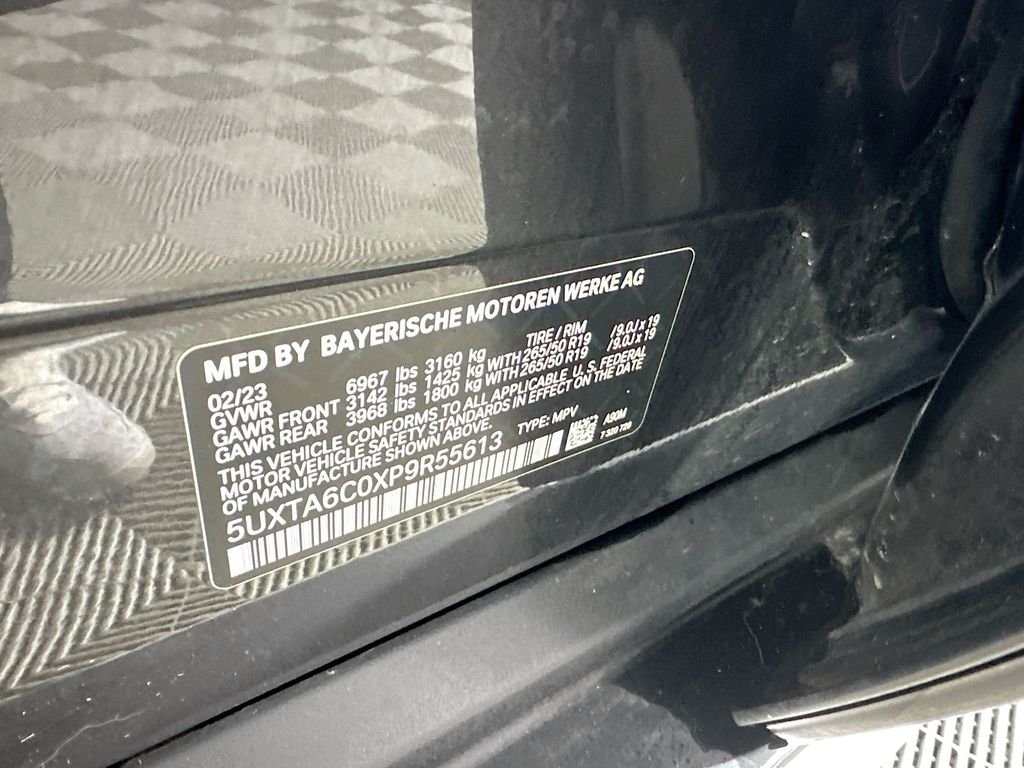 MFD BY BAYERISCHE MOTOREN WERKE AG
02/23 TIRE / RIM
GVWR 6967 lbs 3160 kg
GAWR FRONT 3142 lbs 1425 kg WITH 265/50 R19 /9.0J x 19
GAWR REAR 3968 lbs 1800 kg WITH 265/50 R19 /9.0J x 19
THIS VEHICLE CONFORMS TO ALL APPLICABLE U.S. FEDERAL
MOTOR VEHICLE SAFETY STANDARDS IN EFFECT ON THE DATE
OF MANUFACTURE SHOWN ABOVE.
5UXTA6C0XP9R55613 TYPE: MPV A90M